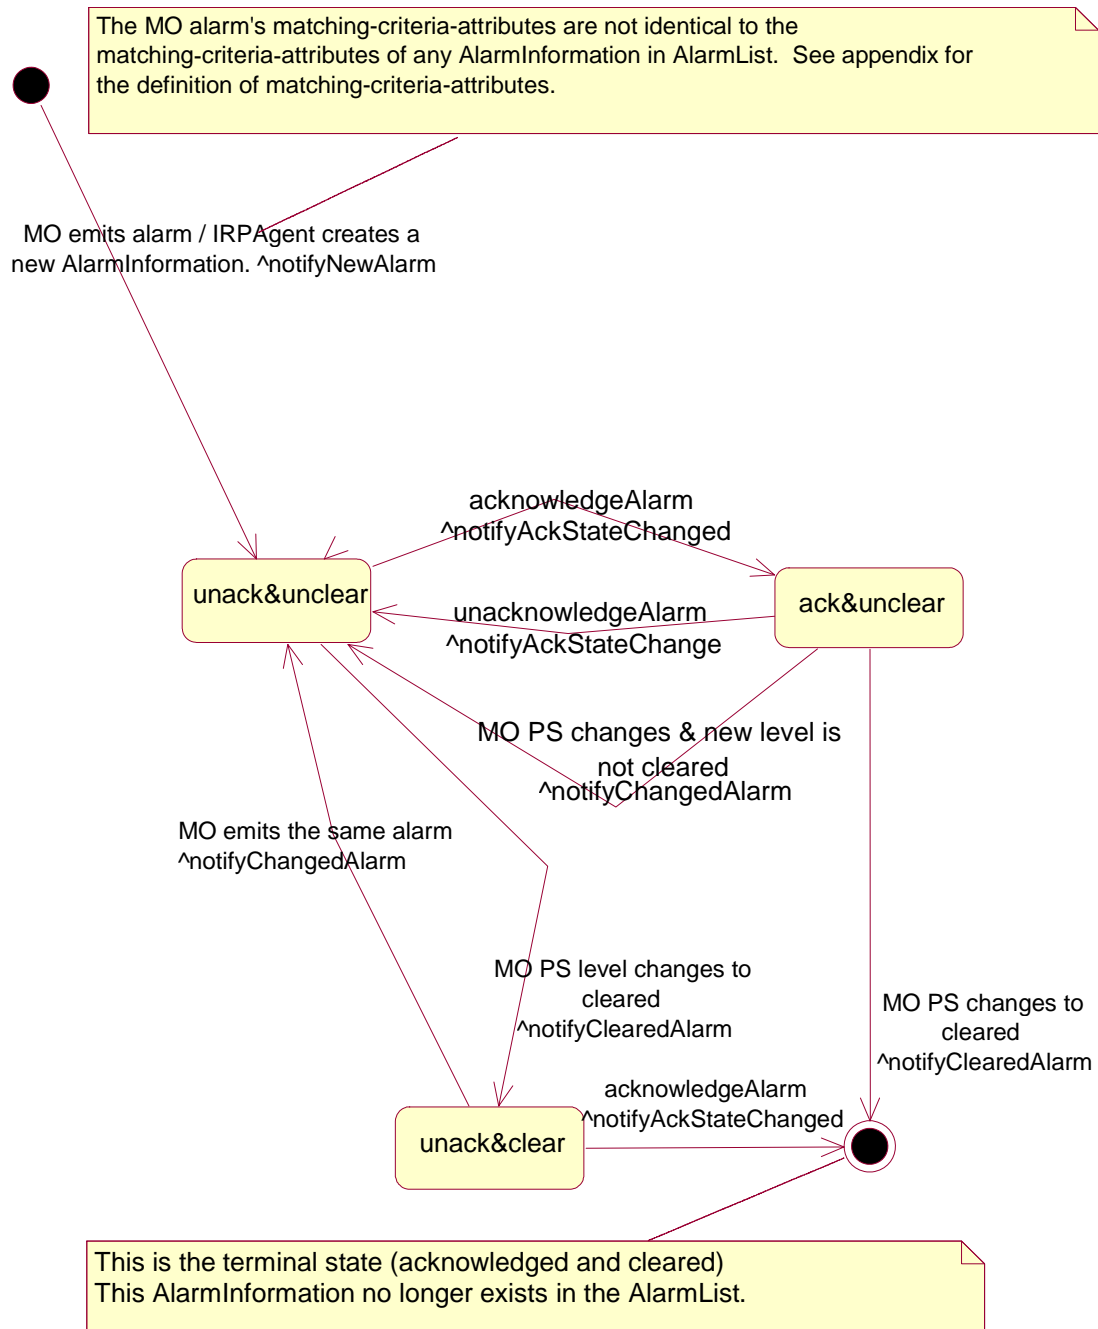 The MO alarm's matching-criteria-attributes are not identical to the
matching-criteria-attributes of any AlarmInformation in AlarmList.  See appendix for
the definition of matching-criteria-attributes.
MO emits alarm / IRPAgent creates a
new AlarmInformation. ^notifyNewAlarm
acknowledgeAlarm
^notifyAckStateChanged
unack&unclear
ack&unclear
unacknowledgeAlarm
^notifyAckStateChange
MO PS changes & new level is
not cleared
^notifyChangedAlarm
MO emits the same alarm
^notifyChangedAlarm
MO PS level changes to
cleared
^notifyClearedAlarm
MO PS changes to
cleared
^notifyClearedAlarm
acknowledgeAlarm
^notifyAckStateChanged
unack&clear
This is the terminal state (acknowledged and cleared)
This AlarmInformation no longer exists in the AlarmList.